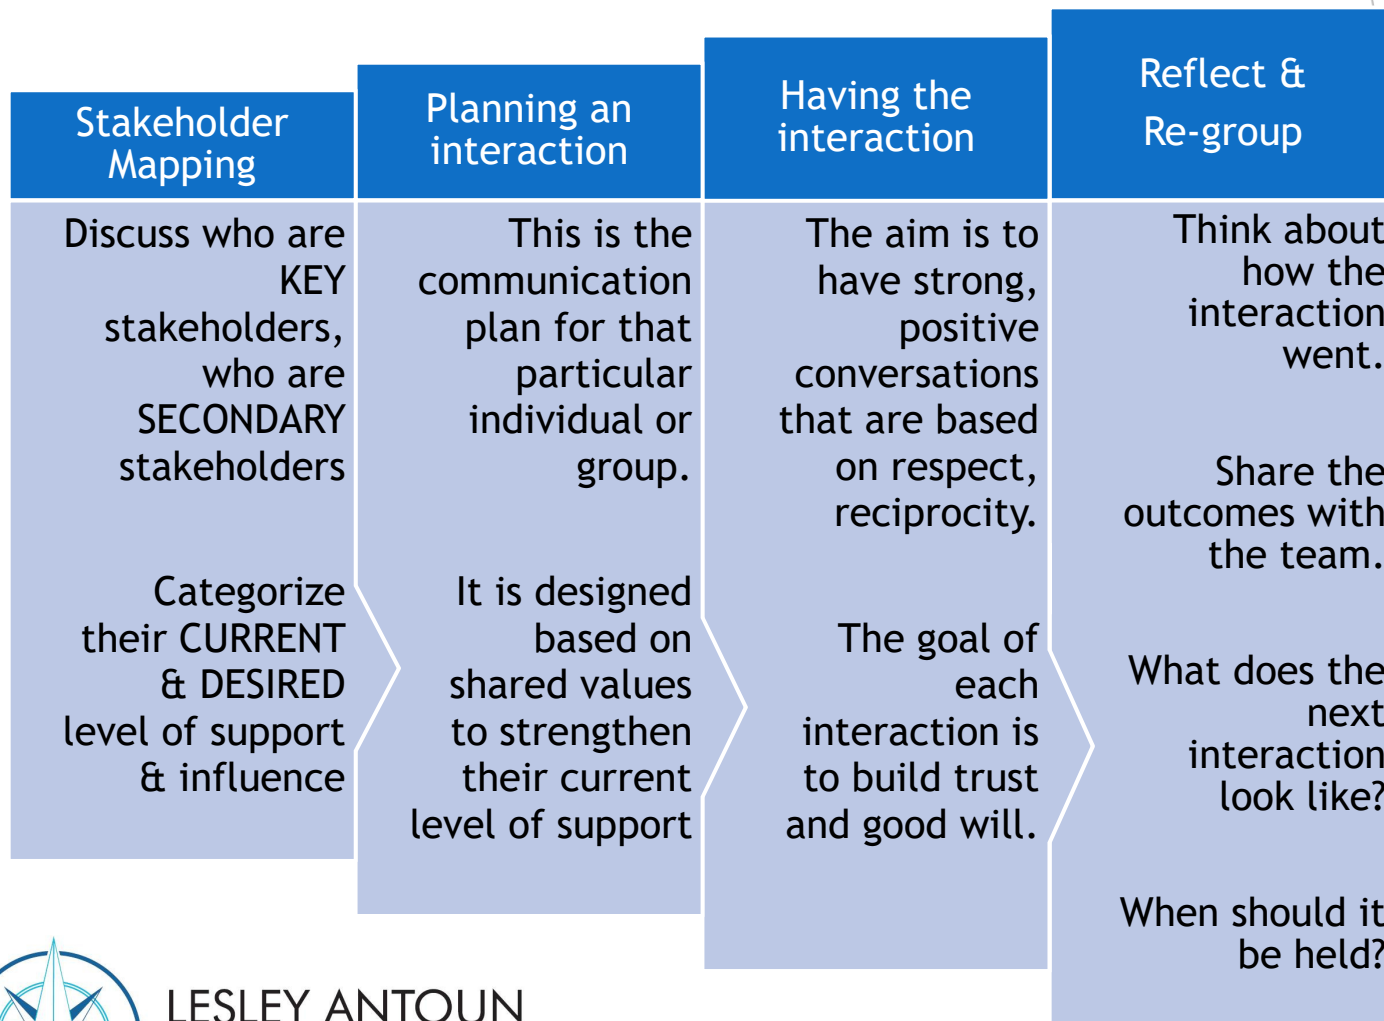 Stakeholder
Mapping
Discuss who are
KEY
stakeholders,
who are
SECONDARY
stakeholders
Categorize
their CURRENT
& DESIRED
level of support
& influence
Planning an
interaction
This is the
communication
plan for that
particular
individual or
group.
It is designed
based on
shared values
to strengthen
their current
level of support
Having the
interaction
The aim is to
have strong,
positive
conversations
that are based
on respect,
reciprocity.
The goal of
each
interaction is
to build trust
and good will.
Reflect &
Re-group
Think about
how the
interaction
went.
Share the
outcomes with
the team.
What does the
next
interaction
look like?
When should it
be held?
LESLEY ANTOUN